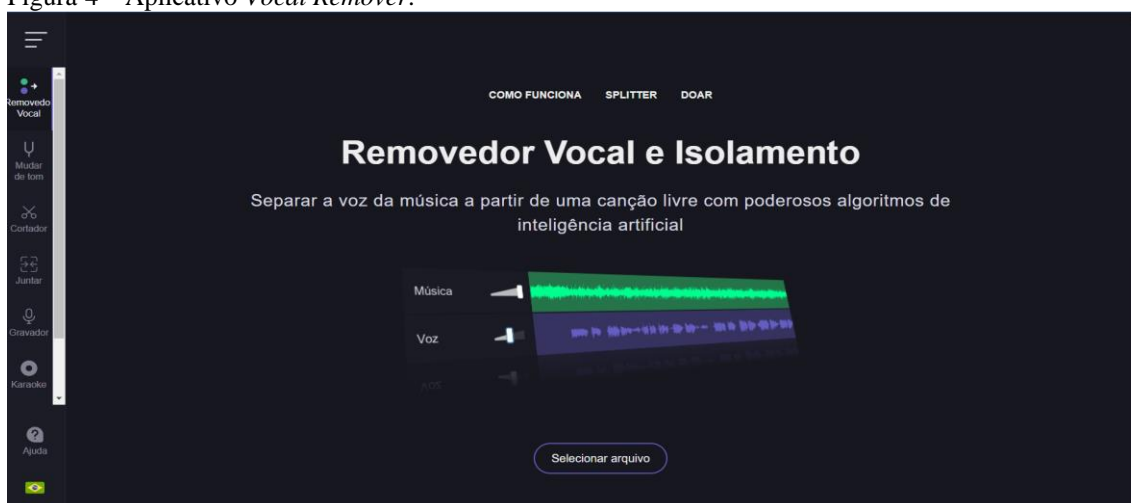 Figura 4 – Aplicativo Vocal Remover.
COMO FUNCIONA SPLITTER DOAR
Removedor Vocal e Isolamento
Separar a voz da música a partir de uma canção livre com poderosos algoritmos de
inteligência artificial
Música
Voz
Selecionar arquivo
Removedo
Vocal
Mudar
de tom
Cortador
Juntar
Gravador
Karaoke
Ajuda